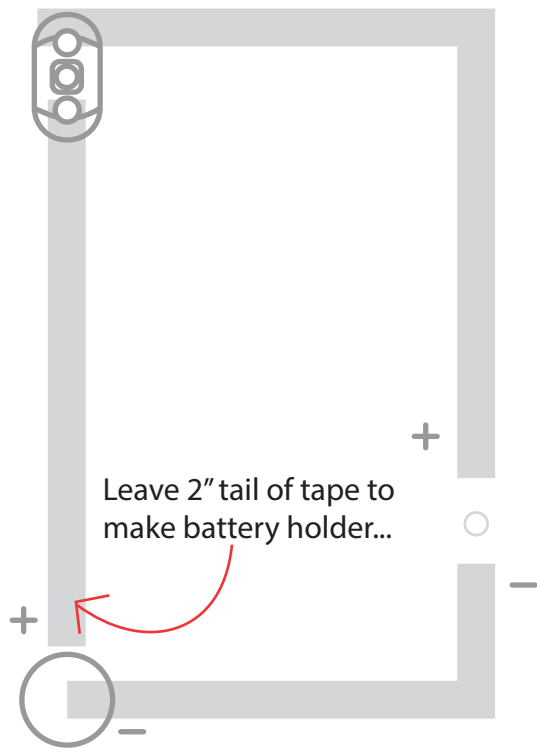 +
Leave 2” tail of tape to
make battery holder...
–
+
–